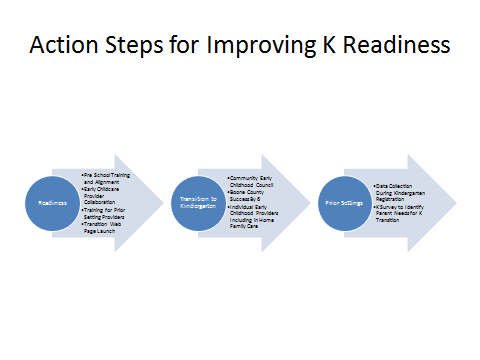 Action Steps for Improving K Readiness
Readiness
•Pre School Training
and Alignment
•Early Childcare
Provider
Collaboration
•Training for Prior
Setting Providers
•Transition Web
Page Launch
Transition to
Kindergarten
•Community Early
Childhood Council
•Boone County
Success By 6
•Individual Early
Childhood Providers
Including In Home
Family Care
Prior Settings
•Data Collection
During Kindergarten
Registration
•K Survey to Identify
Parent Needs for K
Transition